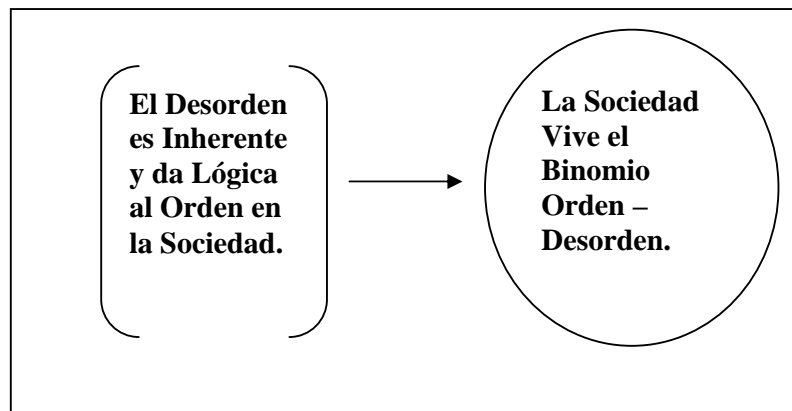 El Desorden
es Inherente
y da Lógica
al Orden en
la Sociedad.
La Sociedad
Vive el
Binomio
Orden –
Desorden.